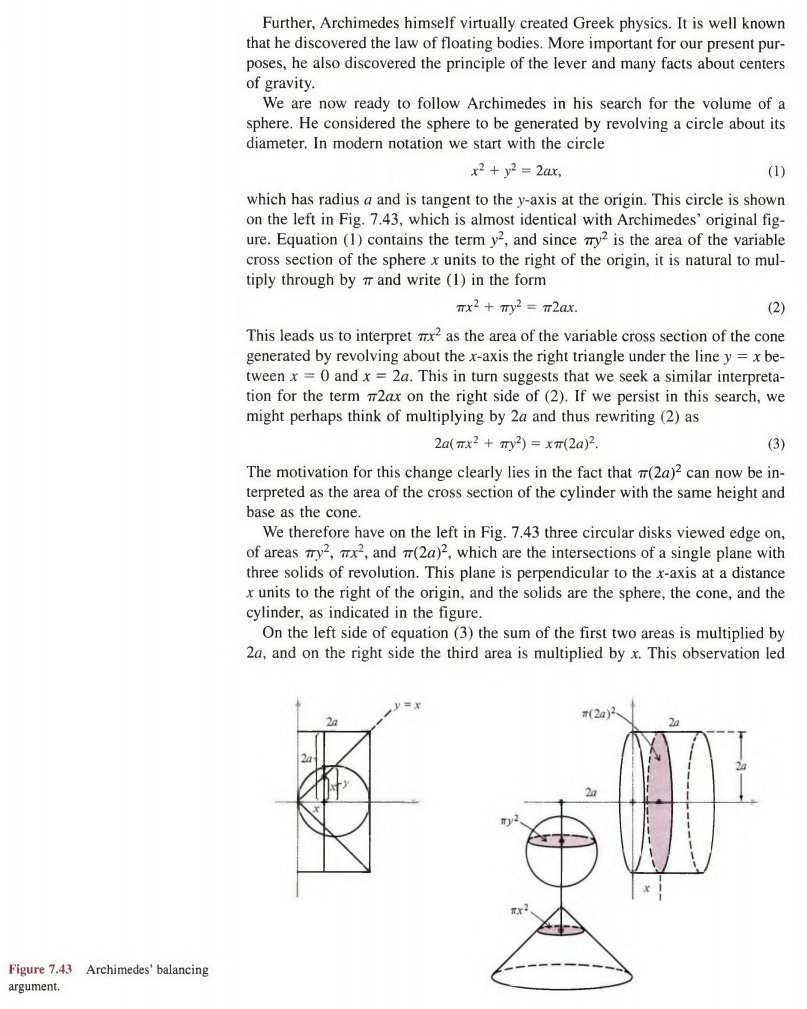 Further, Archimedes himself virtually created Greek physics. It is well known
that he discovered the law of floating bodies. More important for our present pur-
poses, he also discovered the principle of the lever and many facts about centers
of gravity.
We are now ready to follow Archimedes in his search for the volume of a
sphere. He considered the sphere to be generated by revolving a circle about its
diameter. In modern notation we start with the circle
x² + y² = 2ax, (1)
which has radius a and is tangent to the y-axis at the origin. This circle is shown
on the left in Fig. 7.43, which is almost identical with Archimedes' original fig-
ure. Equation (1) contains the term y², and since πy² is the area of the variable
cross section of the sphere x units to the right of the origin, it is natural to mul-
tiply through by π and write (1) in the form
πx² + πy² = π2ax. (2)
This leads us to interpret πx² as the area of the variable cross section of the cone
generated by revolving about the x-axis the right triangle under the line y = x be-
tween x = 0 and x = 2a. This in turn suggests that we seek a similar interpreta-
tion for the term π2ax on the right side of (2). If we persist in this search, we
might perhaps think of multiplying by 2a and thus rewriting (2) as
2a(πx² + πy²) = xπ(2a)². (3)
The motivation for this change clearly lies in the fact that π(2a)² can now be in-
terpreted as the area of the cross section of the cylinder with the same height and
base as the cone.
We therefore have on the left in Fig. 7.43 three circular disks viewed edge on,
of areas πy², πx², and π(2a)², which are the intersections of a single plane with
three solids of revolution. This plane is perpendicular to the x-axis at a distance
x units to the right of the origin, and the solids are the sphere, the cone, and the
cylinder, as indicated in the figure.
On the left side of equation (3) the sum of the first two areas is multiplied by
2a, and on the right side the third area is multiplied by x. This observation led
y = x
2a
2a
x
y
x
π(2a)²
2a
2a
2a
πy²
x
πx²
Figure 7.43 Archimedes' balancing
argument.